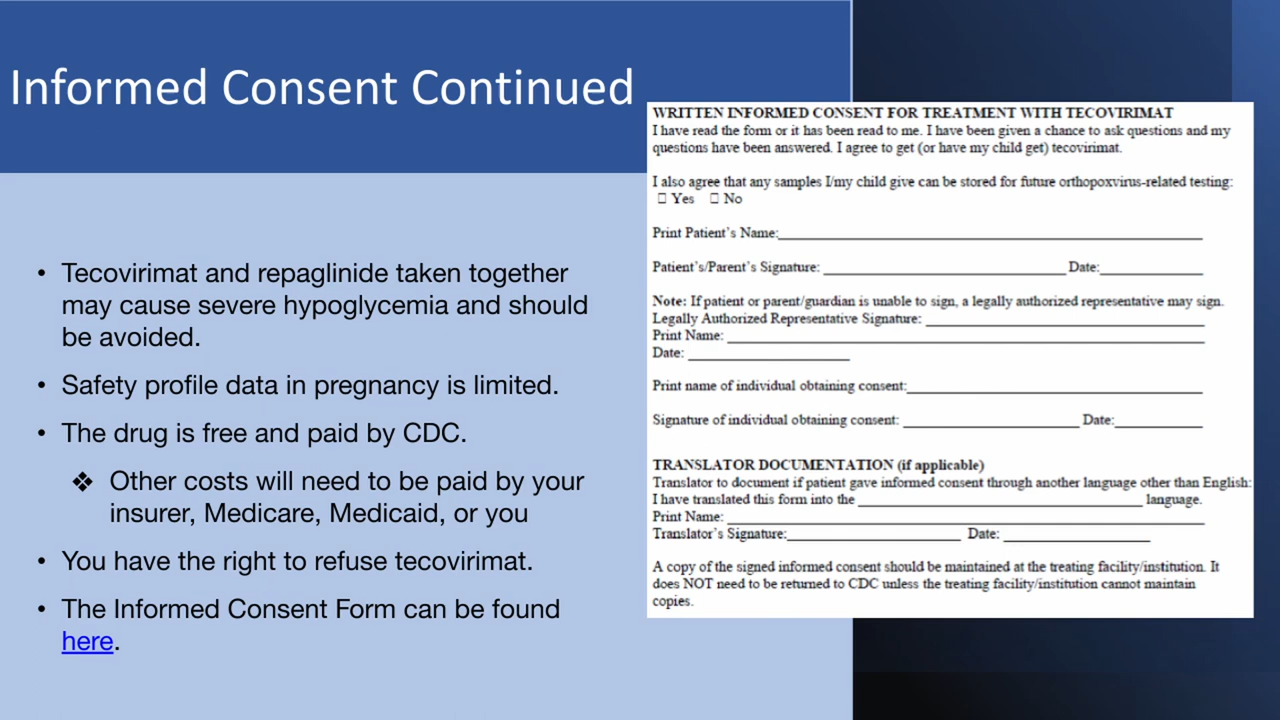 Informed Consent Continued
• Tecovirimat and repaglinide taken together
may cause severe hypoglycemia and should
be avoided.
• Safety profile data in pregnancy is limited.
• The drug is free and paid by CDC.
❖ Other costs will need to be paid by your
insurer, Medicare, Medicaid, or you
• You have the right to refuse tecovirimat.
• The Informed Consent Form can be found
here.
WRITTEN INFORMED CONSENT FOR TREATMENT WITH TECOVIRIMAT
I have read the form or it has been read to me. I have been given a chance to ask questions and my
questions have been answered. I agree to get (or have my child get) tecovirimat.
I also agree that any samples I/my child give can be stored for future orthopoxvirus-related testing:
☐ Yes ☐ No
Print Patient's Name:
Patient's/Parent's Signature: Date:
Note: If patient or parent/guardian is unable to sign, a legally authorized representative may sign.
Legally Authorized Representative Signature:
Print Name:
Date:
Print name of individual obtaining consent:
Signature of individual obtaining consent: Date:
TRANSLATOR DOCUMENTATION (if applicable)
Translator to document if patient gave informed consent through another language other than English:
I have translated this form into the language.
Print Name:
Translator's Signature: Date:
A copy of the signed informed consent should be maintained at the treating facility/institution. It
does NOT need to be returned to CDC unless the treating facility/institution cannot maintain
copies.